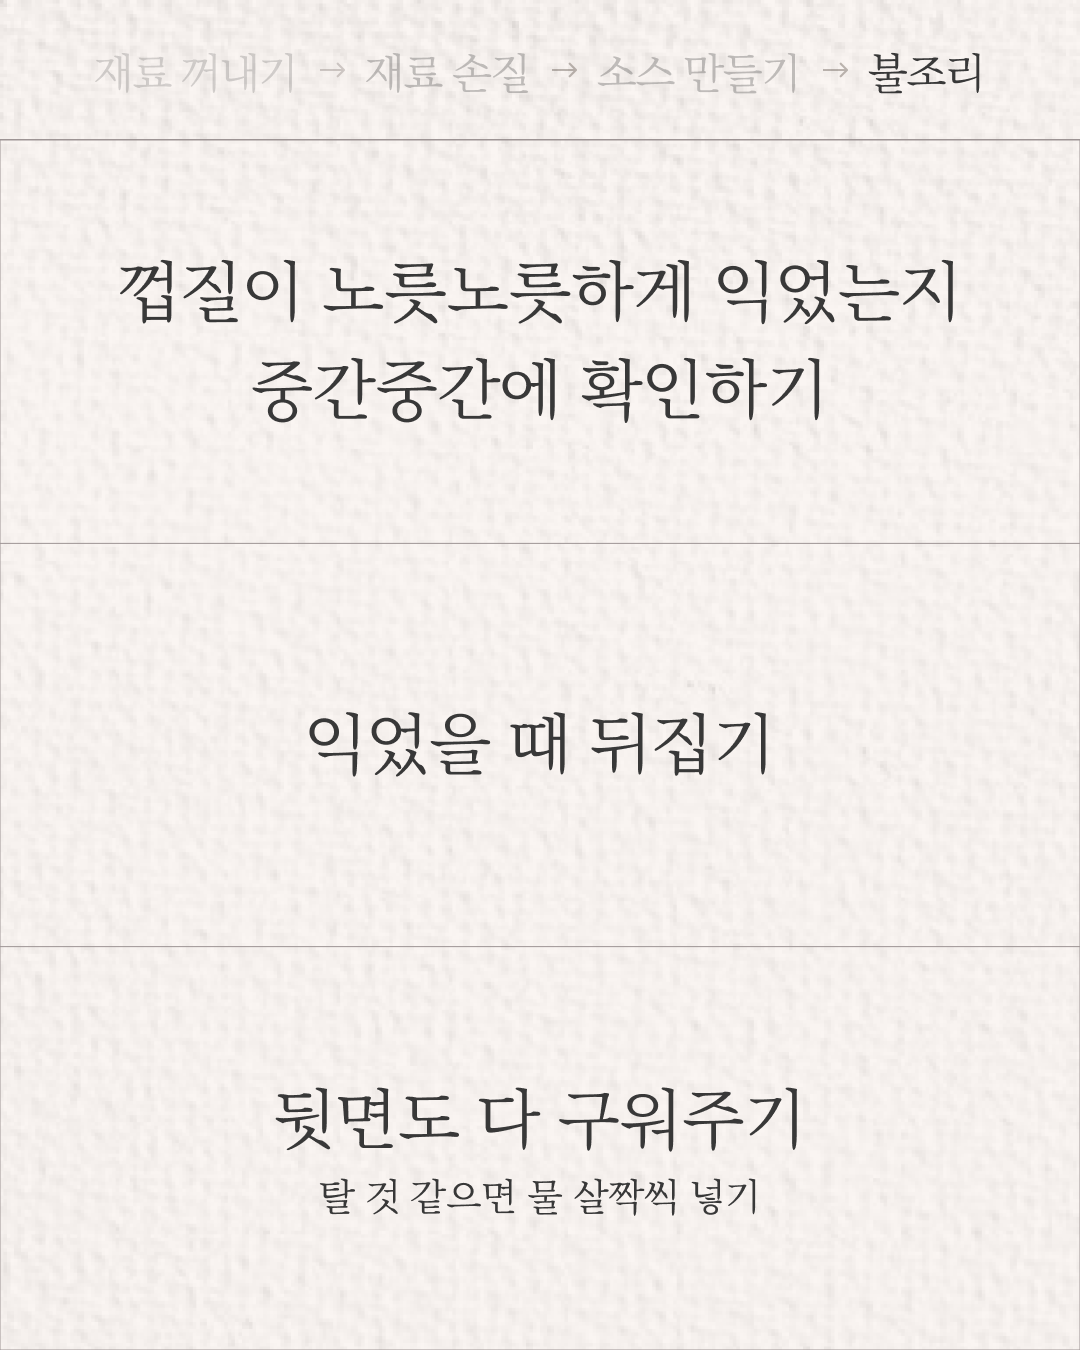 재료 꺼내기 → 재료 손질 → 소스 만들기 → 불조리
껍질이 노릇노릇하게 익었는지
중간중간에 확인하기
익었을 때 뒤집기
뒷면도 다 구워주기
탈 것 같으면 물 살짝씩 넣기